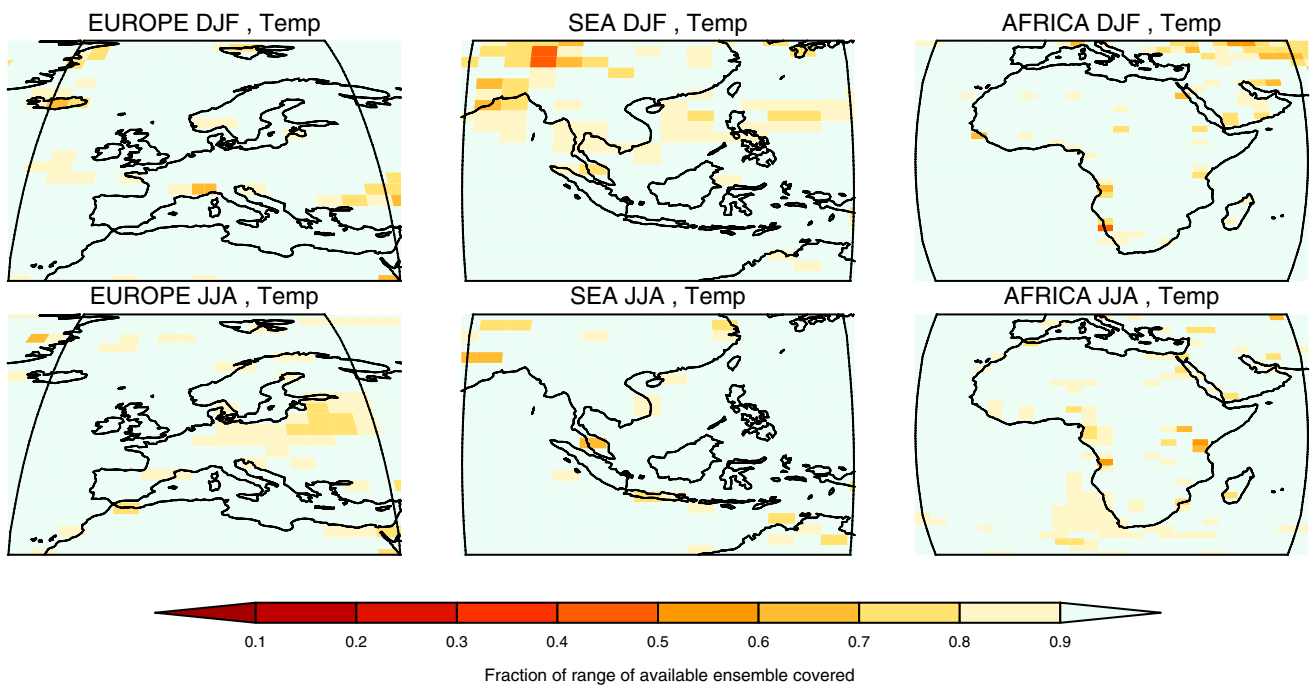 EUROPE DJF , Temp
SEA DJF , Temp
AFRICA DJF , Temp
EUROPE JJA , Temp
SEA JJA , Temp
AFRICA JJA , Temp
0.1 0.2 0.3 0.4 0.5 0.6 0.7 0.8 0.9
Fraction of range of available ensemble covered